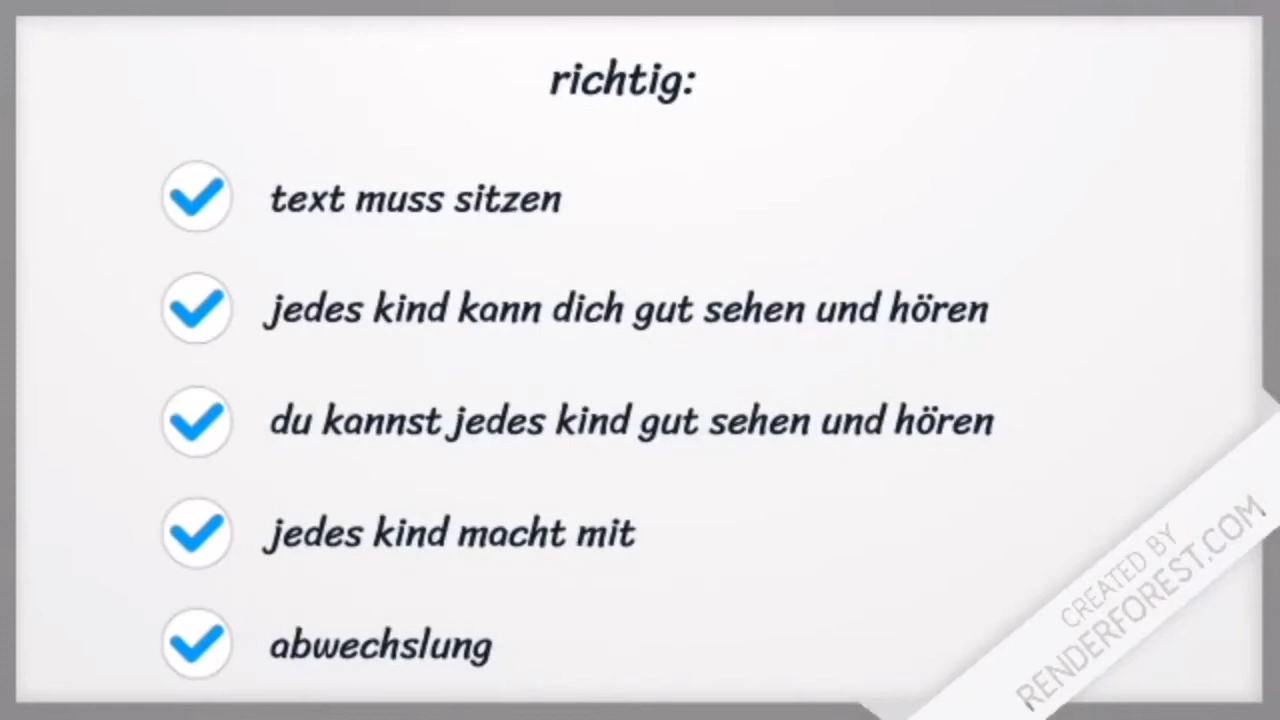 richtig:
text muss sitzen
jedes kind kann dich gut sehen und hören
du kannst jedes kind gut sehen und hören
jedes kind macht mit
abwechslung
CREATED BY
RENDERFOREST.COM